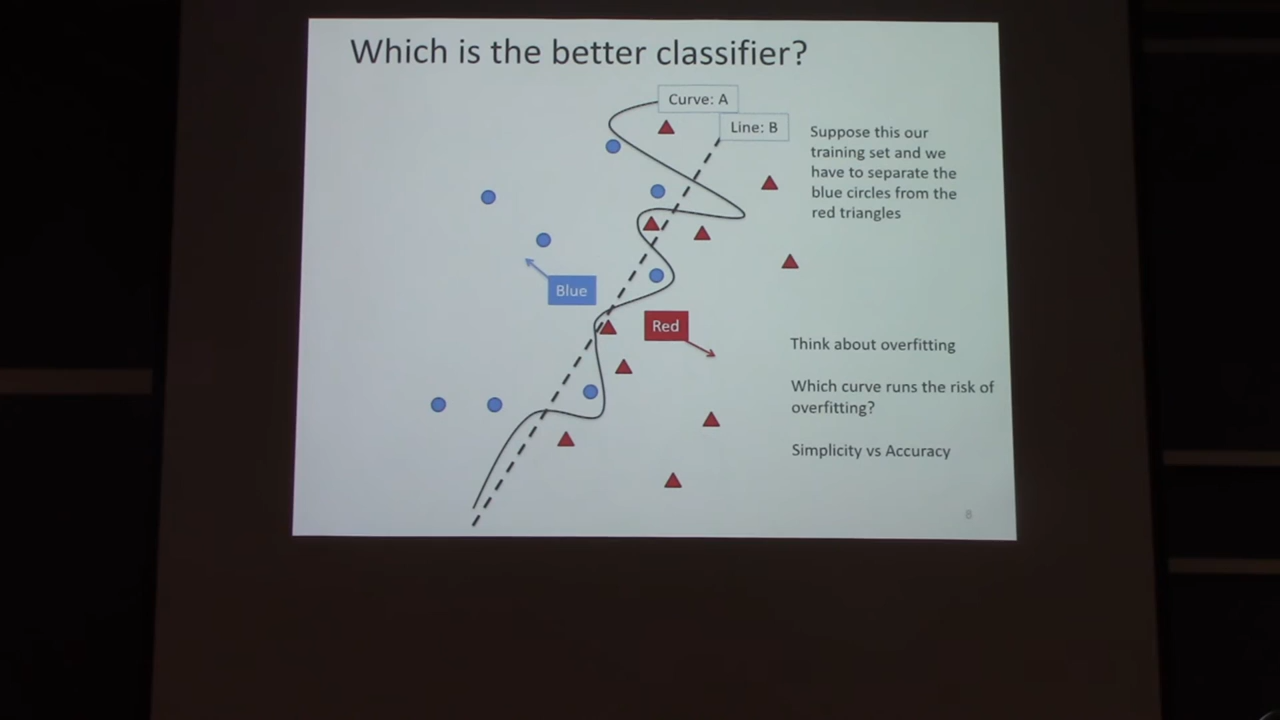 Which is the better classifier?
Curve: A
Line: B
Suppose this our
training set and we
have to separate the
blue circles from the
red triangles
Blue
Red
Think about overfitting
Which curve runs the risk of
overfitting?
Simplicity vs Accuracy
8